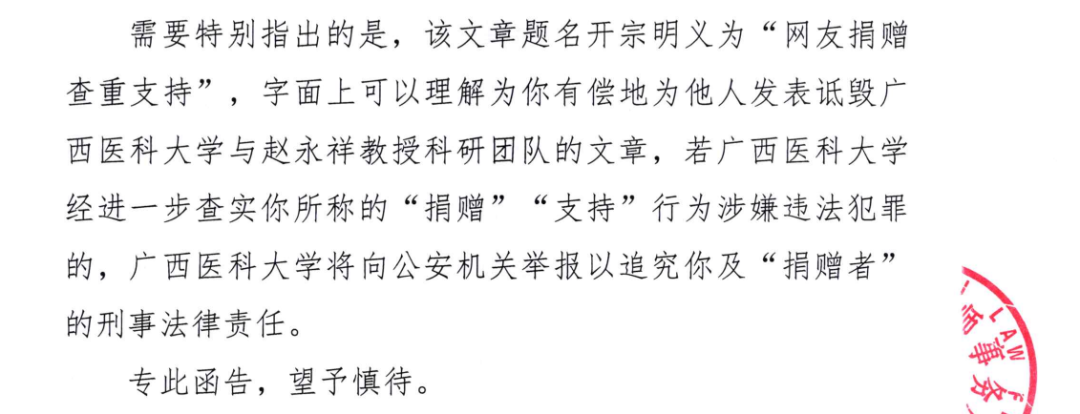 需要特别指出的是，该文章题名开宗明义为“网友捐赠
查重支持”，字面上可以理解为你有偿地为他人发表诋毁广
西医科大学与赵永祥教授科研团队的文章，若广西医科大学
经进一步查实你所称的“捐赠”“支持”行为涉嫌违法犯罪
的，广西医科大学将向公安机关举报以追究你及“捐赠者”
的刑事法律责任。
专此函告，望予慎待。
LAW
师事务